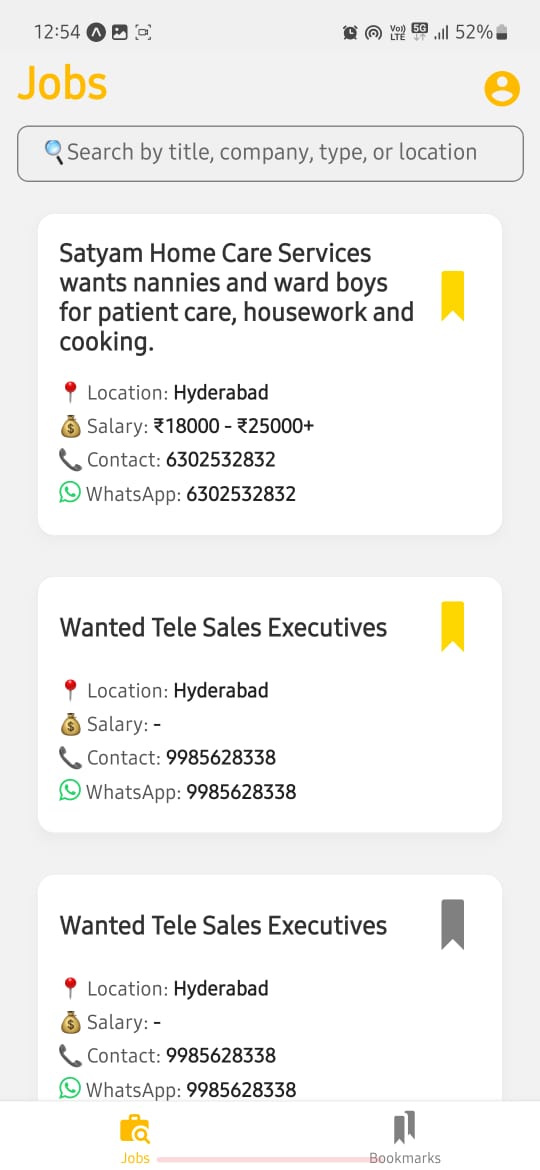 12:54
Vo)) 5G
LTE 52%
Jobs
Search by title, company, type, or location
Satyam Home Care Services
wants nannies and ward boys
for patient care, housework and
cooking.
Location: Hyderabad
Salary: ₹18000 - ₹25000+
Contact: 6302532832
WhatsApp: 6302532832
Wanted Tele Sales Executives
Location: Hyderabad
Salary: -
Contact: 9985628338
WhatsApp: 9985628338
Wanted Tele Sales Executives
Location: Hyderabad
Salary: -
Contact: 9985628338
WhatsApp: 9985628338
Jobs
Bookmarks